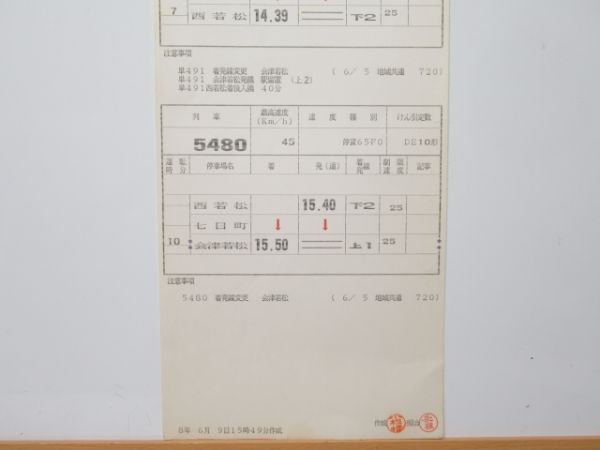 7 西若松 14.39 下2 25
注意事項
単491 着発線変更 会津若松 ( 6/ 5 地域共通 720)
単491 会津若松発機 駅留置 (上2)
単491西若松着後入換 40分
列車 最高速度(Km/h) 速度種別 けん引定数
5480 45 停貨65F0 DE10形
運転時分 停車場名 着 発(通) 着発線 制限速度 記事
西若松 15.40 下2 25
七日町 ↓ ↓
10 会津若松 15.50 上1 25
注意事項
5480 着発線変更 会津若松 ( 6/ 5 地域共通 720)
作成 照合
8年 6月 9日15時49分作成